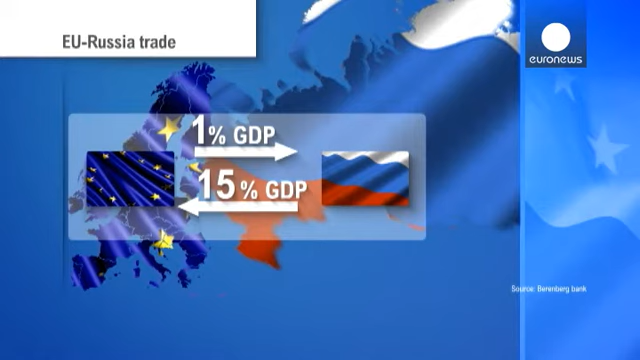 EU-Russia trade
euronews
1% GDP
15% GDP
Source: Berenberg bank